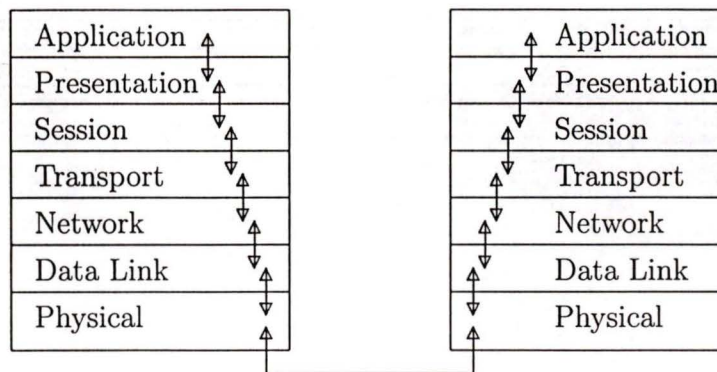 Application
Presentation
Session
Transport
Network
Data Link
Physical
Application
Presentation
Session
Transport
Network
Data Link
Physical